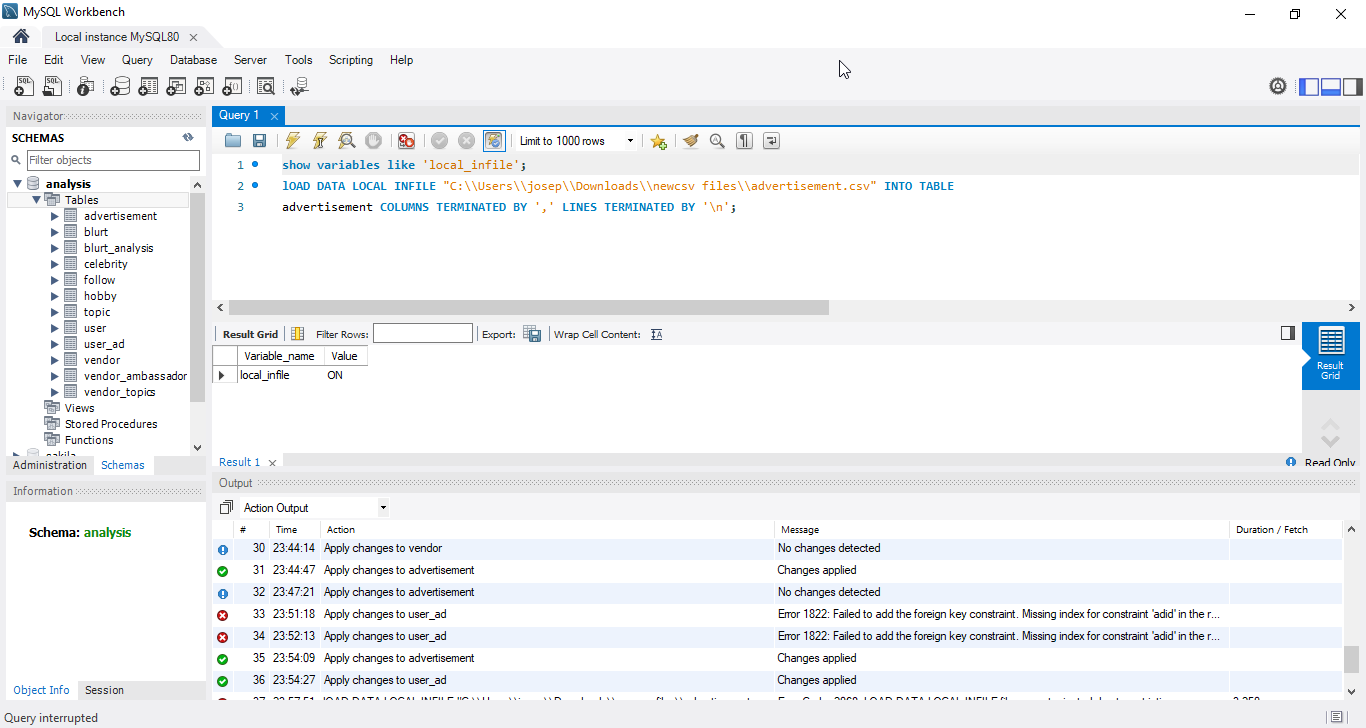 MySQL Workbench
Local instance MySQL80
File Edit View Query Database Server Tools Scripting Help
Navigator
SCHEMAS
Filter objects
analysis
Tables
advertisement
blurt
blurt_analysis
celebrity
follow
hobby
topic
user
user_ad
vendor
vendor_ambassador
vendor_topics
Views
Stored Procedures
Functions
Administration Schemas
Information
Schema: analysis
Object Info Session
Query 1
Limit to 1000 rows
1 show variables like 'local_infile';
2 lOAD DATA LOCAL INFILE "C:\\Users\\josep\\Downloads\\newcsv files\\advertisement.csv" INTO TABLE
3 advertisement COLUMNS TERMINATED BY ',' LINES TERMINATED BY '\n';
Result Grid Filter Rows: Export: Wrap Cell Content:
Variable_name Value
local_infile ON
Result Grid
Result 1 Read Only
Output
Action Output
# Time Action Message Duration / Fetch
30 23:44:14 Apply changes to vendor No changes detected
31 23:44:47 Apply changes to advertisement Changes applied
32 23:47:21 Apply changes to advertisement No changes detected
33 23:51:18 Apply changes to user_ad Error 1822: Failed to add the foreign key constraint. Missing index for constraint 'adid' in the r...
34 23:52:13 Apply changes to user_ad Error 1822: Failed to add the foreign key constraint. Missing index for constraint 'adid' in the r...
35 23:54:09 Apply changes to advertisement Changes applied
36 23:54:27 Apply changes to user_ad Changes applied
Query interrupted